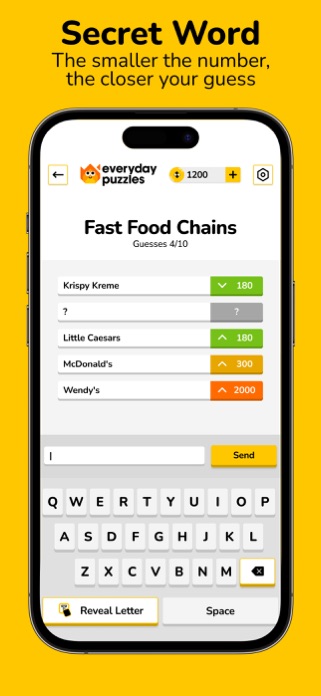 Secret Word
The smaller the number,
the closer your guess
everyday
puzzles
1200
+
Fast Food Chains
Guesses 4/10
Krispy Kreme 180
? ?
Little Caesars 180
McDonald's 300
Wendy's 2000
Send
Q W E R T Y U I O P
A S D F G H J K L
Z X C V B N M
Reveal Letter Space